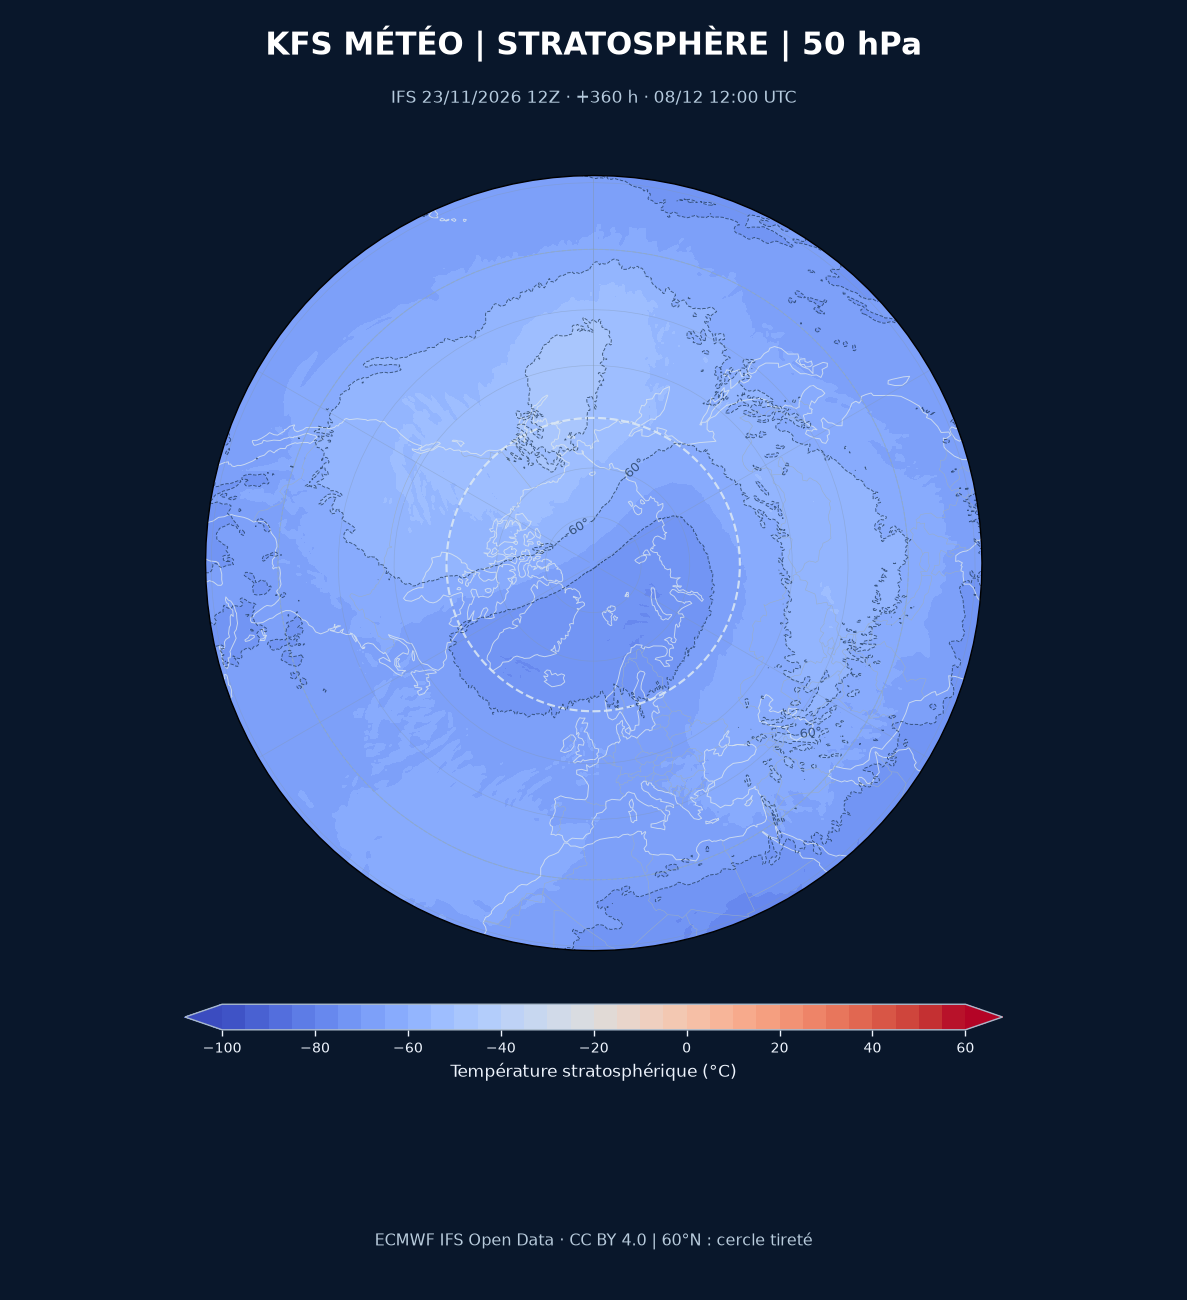 KFS MÉTÉO | STRATOSPHÈRE | 50 hPa
IFS 23/11/2026 12Z · +360 h · 08/12 12:00 UTC
60°
60°
60°
−100 −80 −60 −40 −20 0 20 40 60
Température stratosphérique (°C)
ECMWF IFS Open Data · CC BY 4.0 | 60°N : cercle tireté